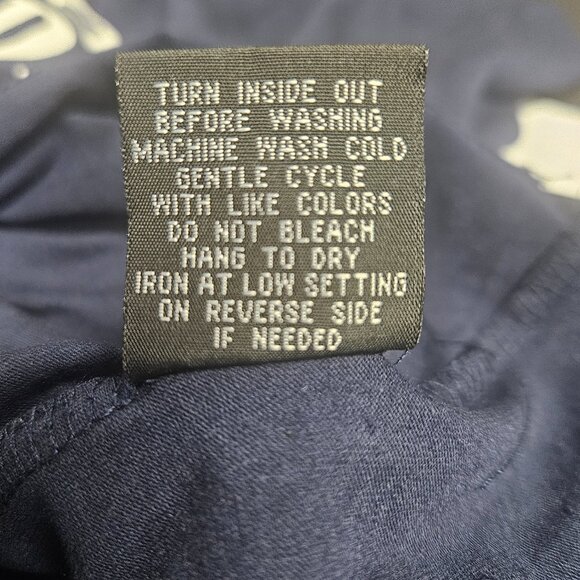 TURN INSIDE OUT
BEFORE WASHING
MACHINE WASH COLD
GENTLE CYCLE
WITH LIKE COLORS
DO NOT BLEACH
HANG TO DRY
IRON AT LOW SETTING
ON REVERSE SIDE
IF NEEDED